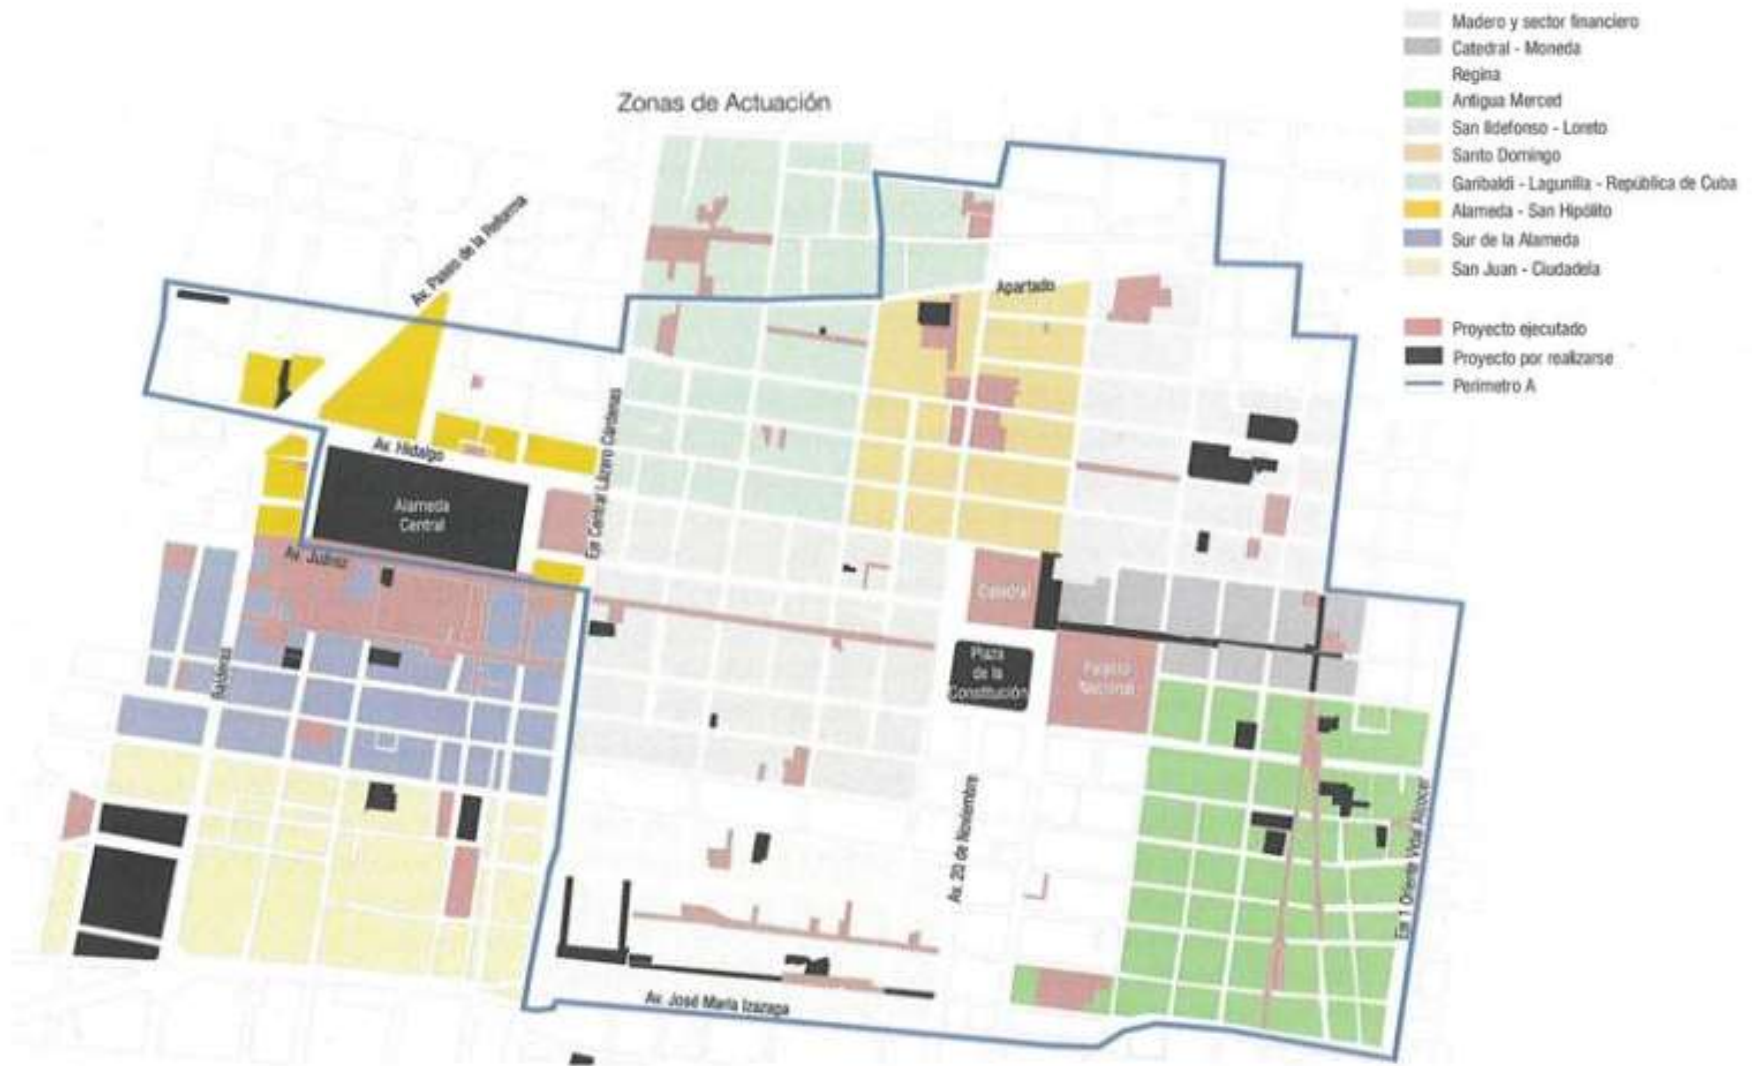 Madero y sector financiero
Catedral - Moneda
Regina
Antigua Merced
San Ildefonso - Loreto
Santo Domingo
Garibaldi - Lagunilla - República de Cuba
Alameda - San Hipólito
Sur de la Alameda
San Juan - Ciudadela
Proyecto ejecutado
Proyecto por realizarse
Perímetro A
Zonas de Actuación
Av. Paseo de la Reforma
Apartado
Av. Hidalgo
Eje Central Lázaro Cárdenas
Alameda
Central
Av. Juárez
Catedral
Balderas
Plaza
de la
Constitución
Palacio
Nacional
Av. 20 de Noviembre
Eje 1 Oriente Vidal Alcocer
Av. José María Izazaga